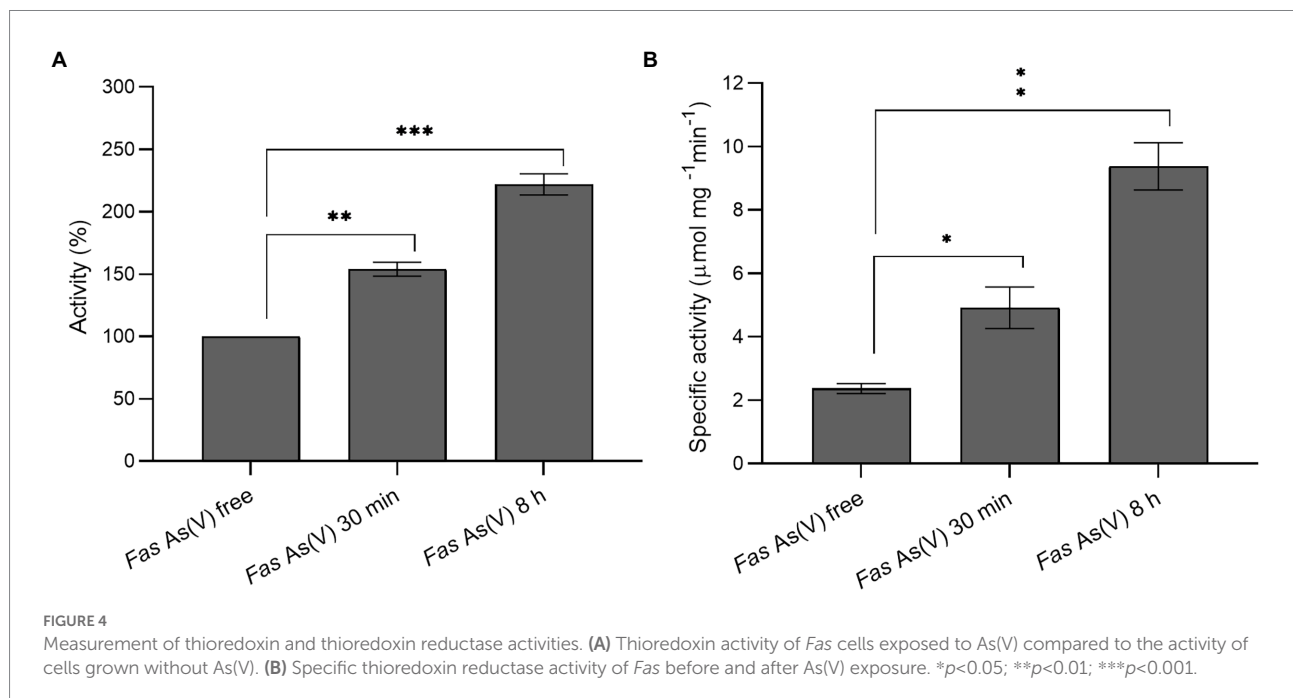 A
300
250
200
150
100
50
0
Activity (%)
***
**
Fas As(V) free
Fas As(V) 30 min
Fas As(V) 8 h
B
12
10
8
6
4
2
0
Specific activity (μmol mg ⁻¹min⁻¹)
*
*
*
Fas As(V) free
Fas As(V) 30 min
Fas As(V) 8 h
FIGURE 4
Measurement of thioredoxin and thioredoxin reductase activities. (A) Thioredoxin activity of Fas cells exposed to As(V) compared to the activity of
cells grown without As(V). (B) Specific thioredoxin reductase activity of Fas before and after As(V) exposure. *p<0.05; **p<0.01; ***p<0.001.